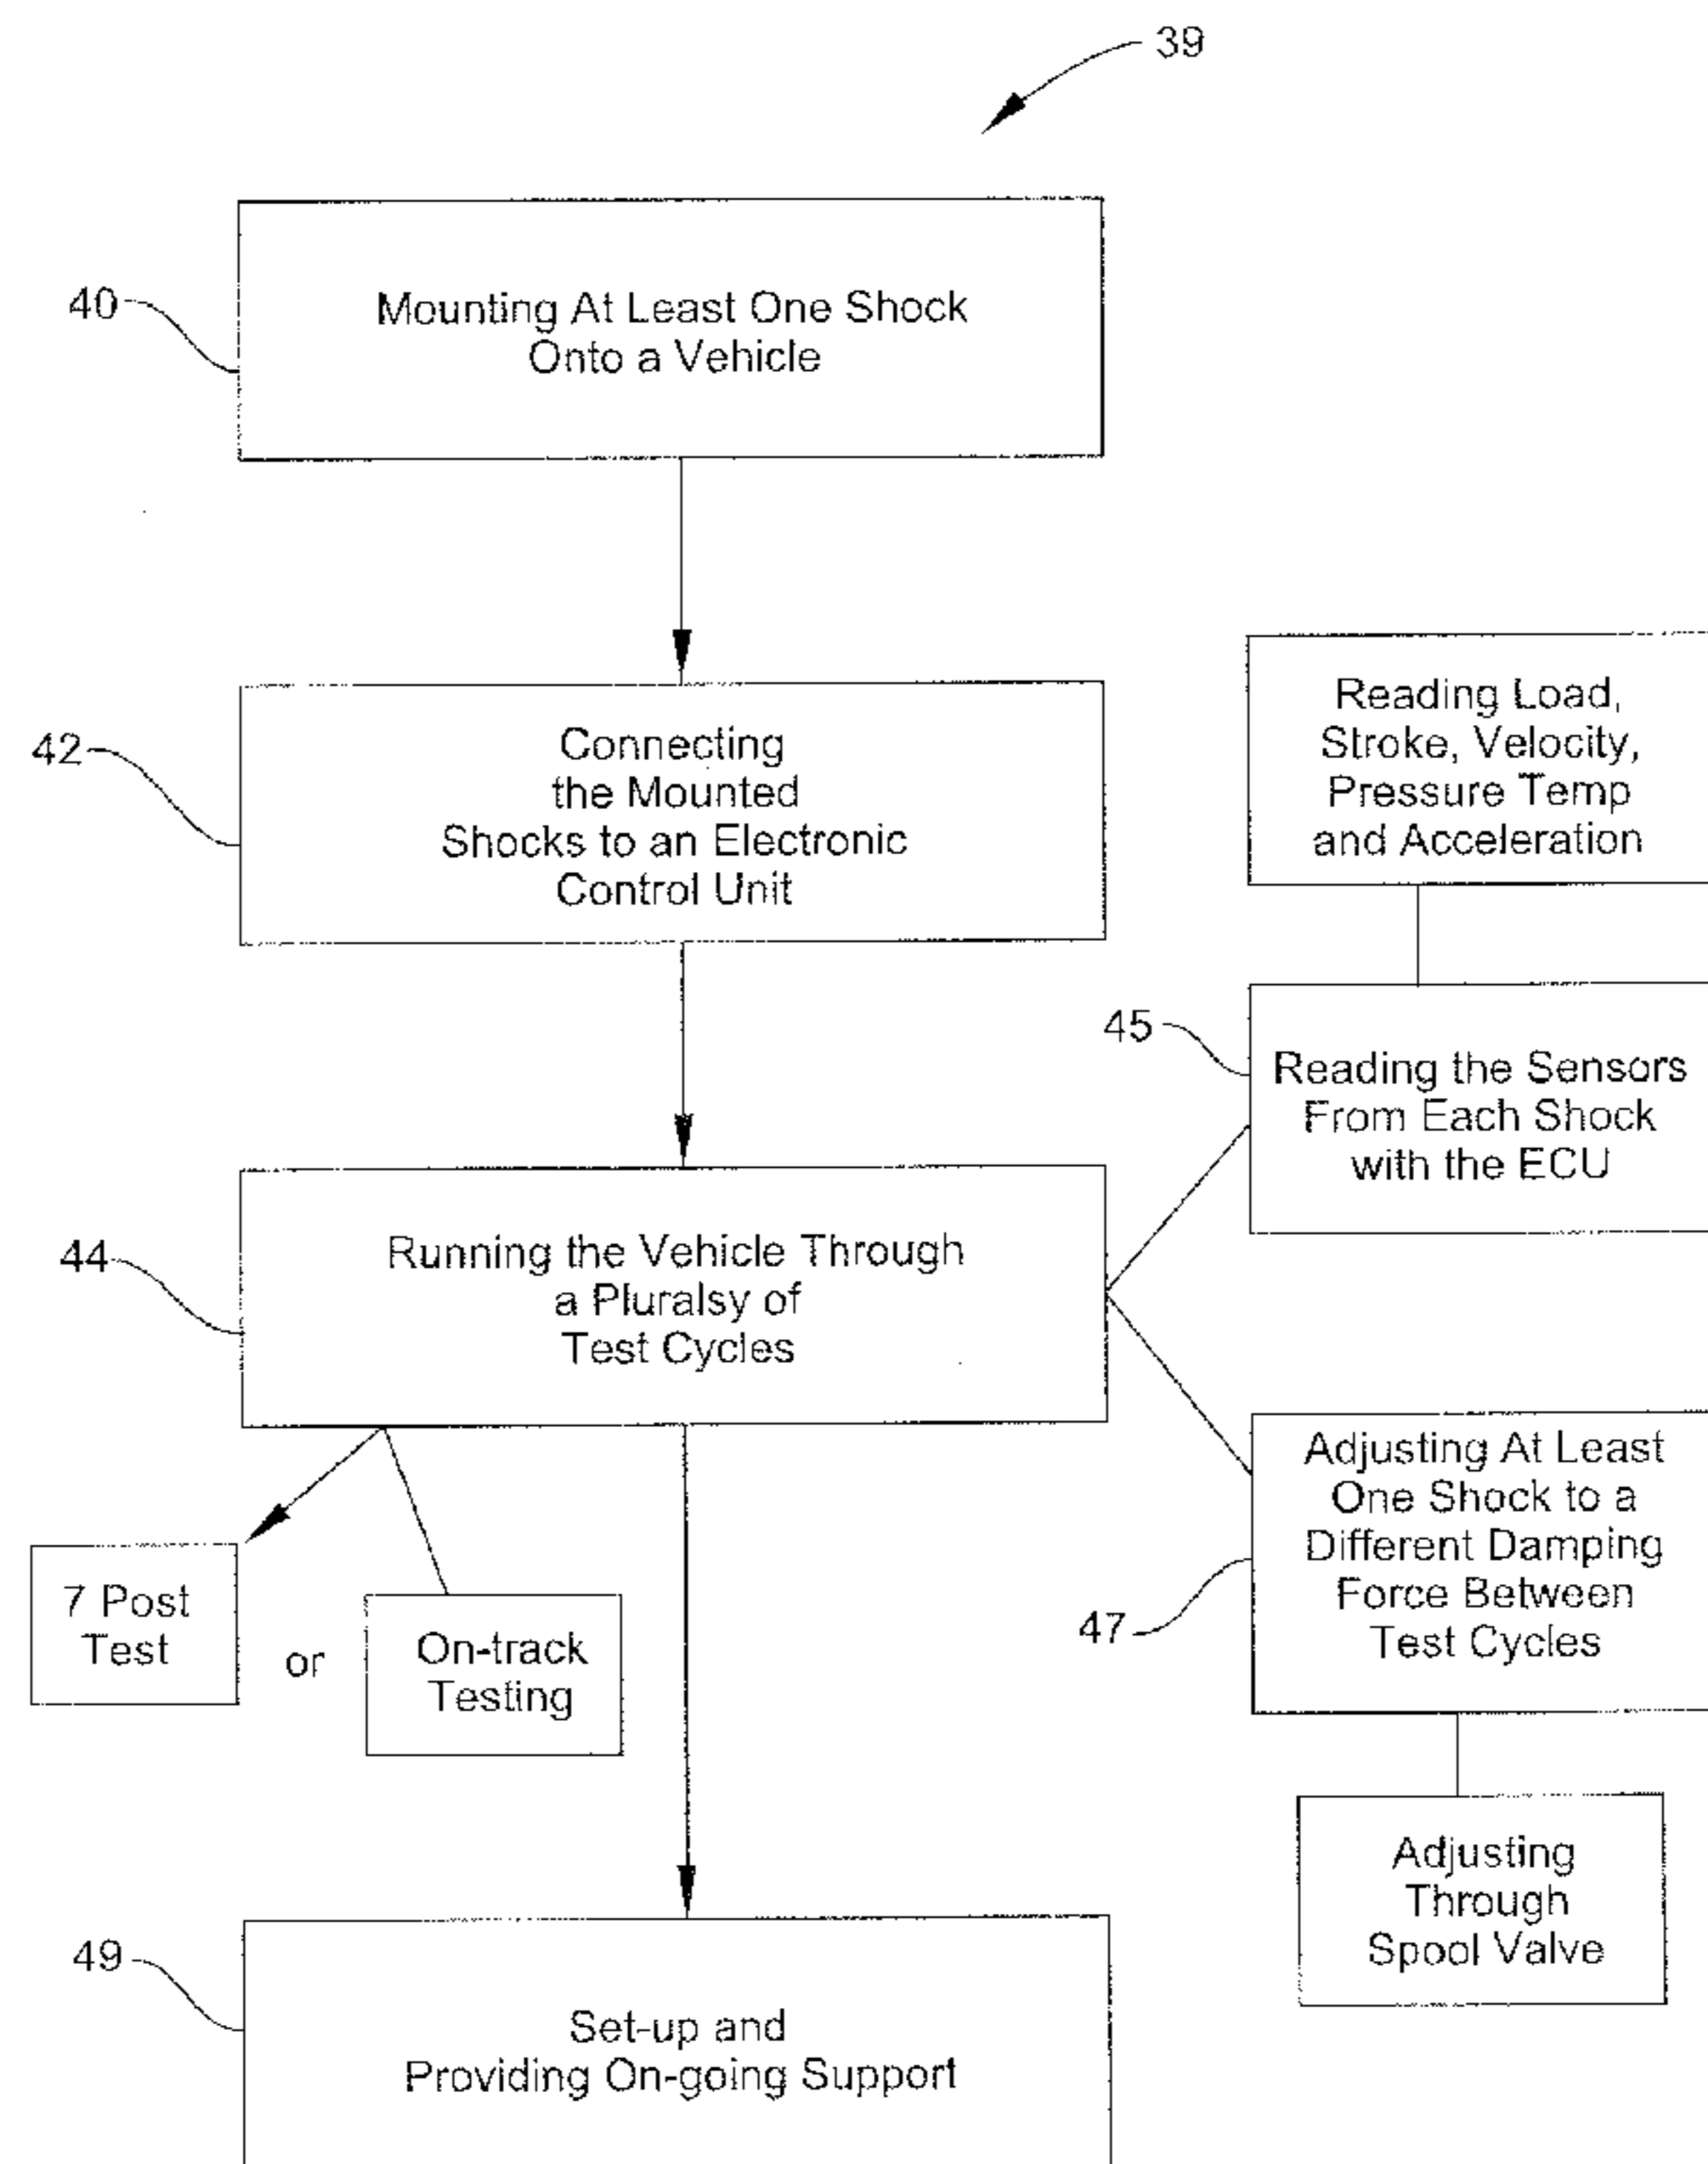 39
40
Mounting At Least One Shock
Onto a Vehicle
42
Connecting
the Mounted
Shocks to an Electronic
Control Unit
Reading Load,
Stroke, Velocity,
Pressure Temp
and Acceleration
45
Reading the Sensors
From Each Shock
with the ECU
44
Running the Vehicle Through
a Pluralsy of
Test Cycles
47
Adjusting At Least
One Shock to a
Different Damping
Force Between
Test Cycles
7 Post
Test
or
On-track
Testing
Adjusting
Through
Spool Valve
49
Set-up and
Providing On-going Support